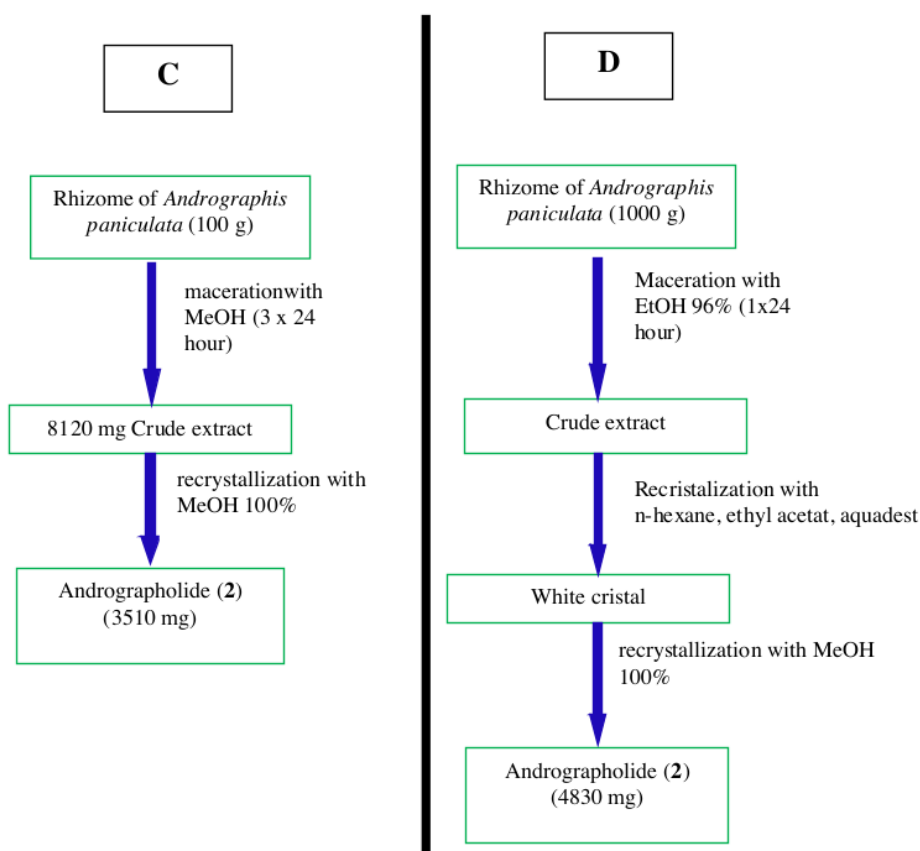 C
Rhizome of Andrographis
paniculata (100 g)
macerationwith
MeOH (3 x 24
hour)
8120 mg Crude extract
recrystallization with
MeOH 100%
Andrographolide (2)
(3510 mg)
D
Rhizome of Andrographis
paniculata (1000 g)
Maceration with
EtOH 96% (1x24
hour)
Crude extract
Recristalization with
n-hexane, ethyl acetat, aquadest
White cristal
recrystallization with MeOH
100%
Andrographolide (2)
(4830 mg)